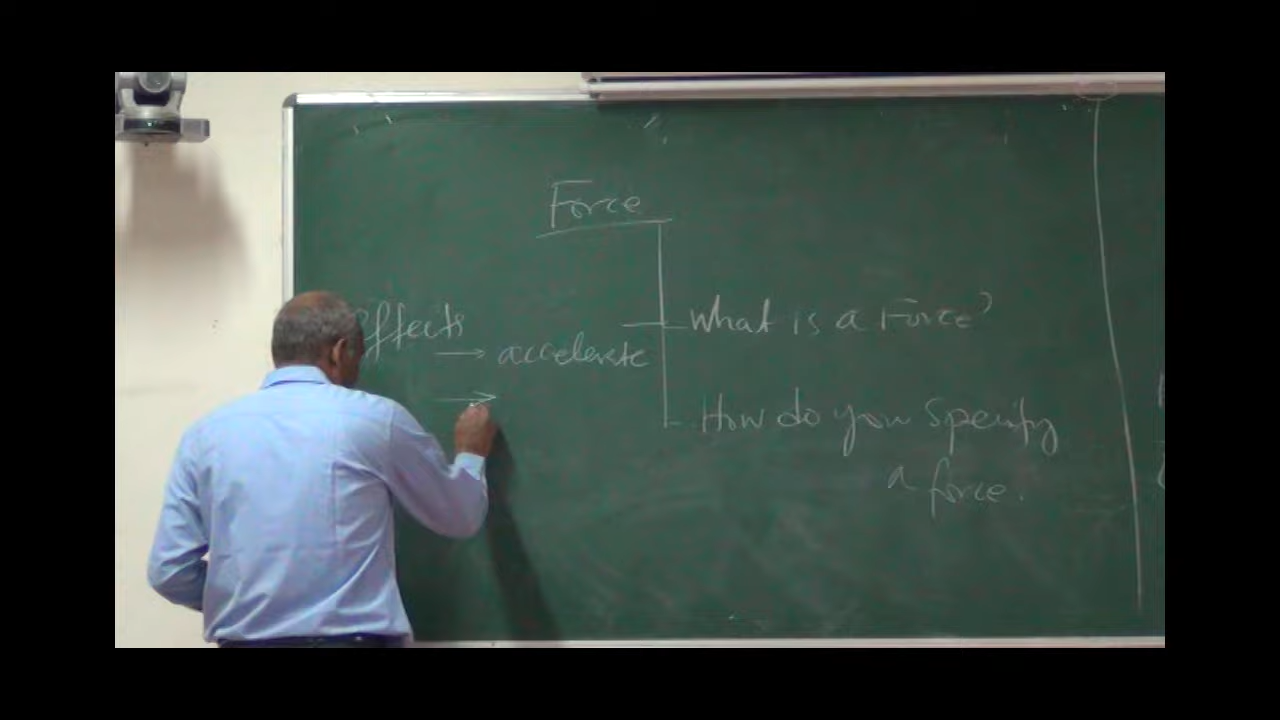 Force
What is a Force?
effects
→ accelerate
→
How do you specify
a force.